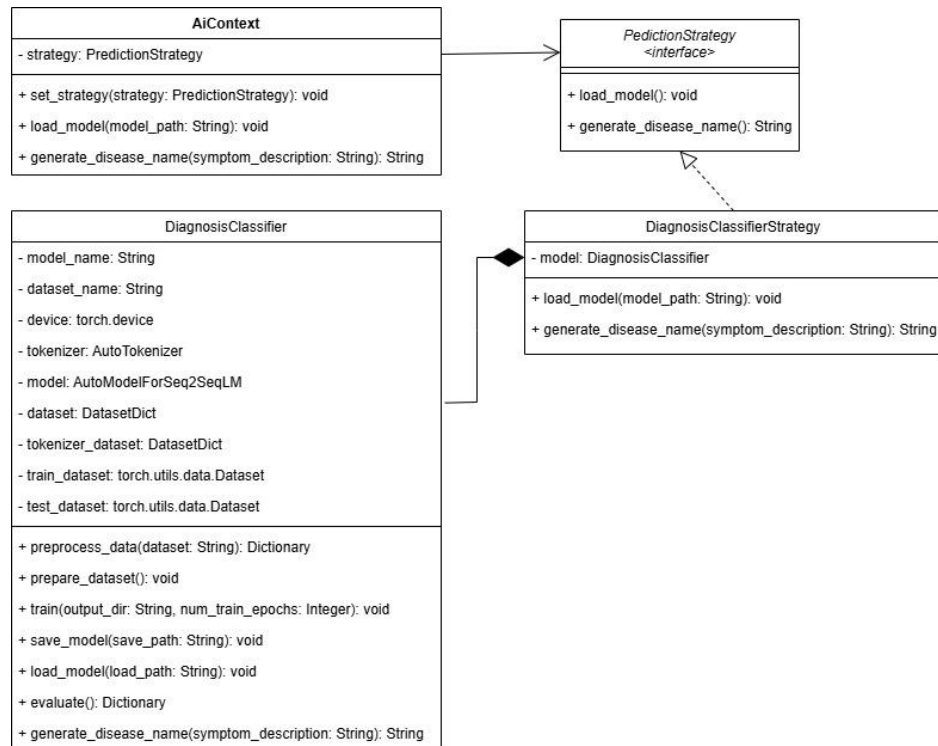 AiContext
- strategy: PredictionStrategy
+ set_strategy(strategy: PredictionStrategy): void
+ load_model(model_path: String): void
+ generate_disease_name(symptom_description: String): String
PedictionStrategy
<interface>
+ load_model(): void
+ generate_disease_name(): String
DiagnosisClassifier
- model_name: String
- dataset_name: String
- device: torch.device
- tokenizer: AutoTokenizer
- model: AutoModelForSeq2SeqLM
- dataset: DatasetDict
- tokenizer_dataset: DatasetDict
- train_dataset: torch.utils.data.Dataset
- test_dataset: torch.utils.data.Dataset
+ preprocess_data(dataset: String): Dictionary
+ prepare_dataset(): void
+ train(output_dir: String, num_train_epochs: Integer): void
+ save_model(save_path: String): void
+ load_model(load_path: String): void
+ evaluate(): Dictionary
+ generate_disease_name(symptom_description: String): String
DiagnosisClassifierStrategy
- model: DiagnosisClassifier
+ load_model(model_path: String): void
+ generate_disease_name(symptom_description: String): String